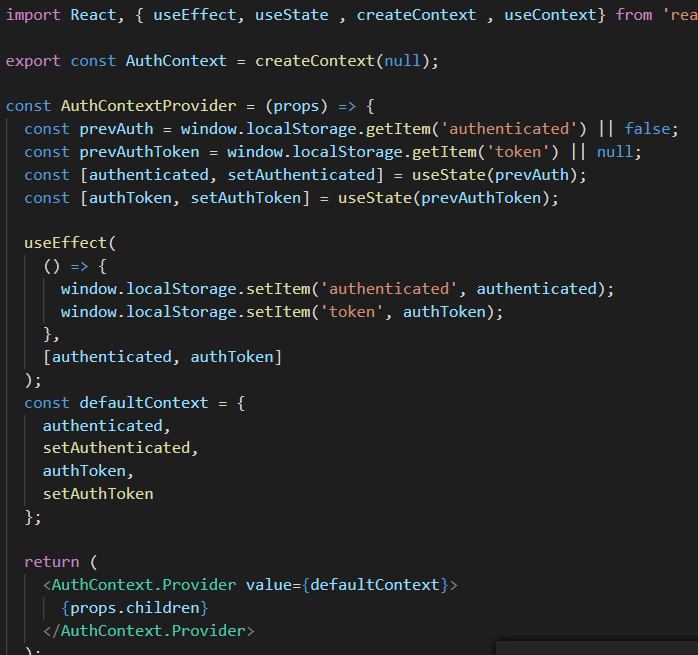 import React, { useEffect, useState , createContext , useContext} from 'rea
export const AuthContext = createContext(null);
const AuthContextProvider = (props) => {
const prevAuth = window.localStorage.getItem('authenticated') || false;
const prevAuthToken = window.localStorage.getItem('token') || null;
const [authenticated, setAuthenticated] = useState(prevAuth);
const [authToken, setAuthToken] = useState(prevAuthToken);
useEffect(
() => {
window.localStorage.setItem('authenticated', authenticated);
window.localStorage.setItem('token', authToken);
},
[authenticated, authToken]
);
const defaultContext = {
authenticated,
setAuthenticated,
authToken,
setAuthToken
};
return (
<AuthContext.Provider value={defaultContext}>
{props.children}
</AuthContext.Provider>
);